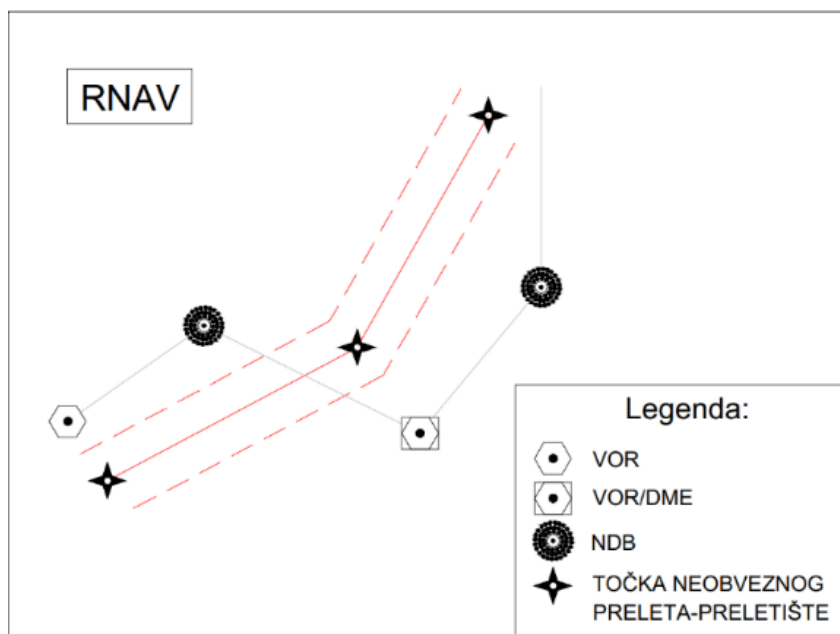 RNAV
Legenda:
VOR
VOR/DME
NDB
TOČKA NEOBVEZNOG
PRELETA-PRELETIŠTE